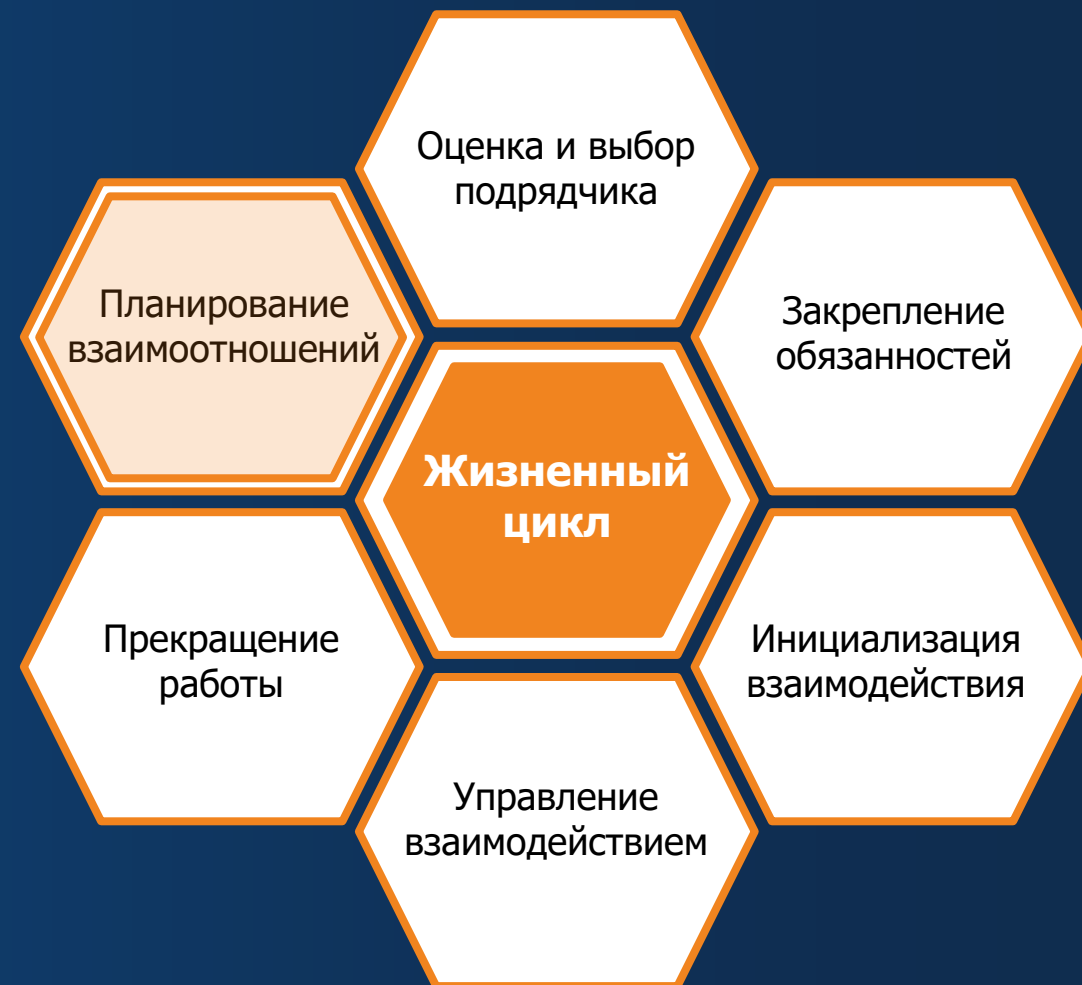 Оценка и выбор
подрядчика
Планирование
взаимоотношений
Закрепление
обязанностей
Жизненный
цикл
Прекращение
работы
Инициализация
взаимодействия
Управление
взаимодействием